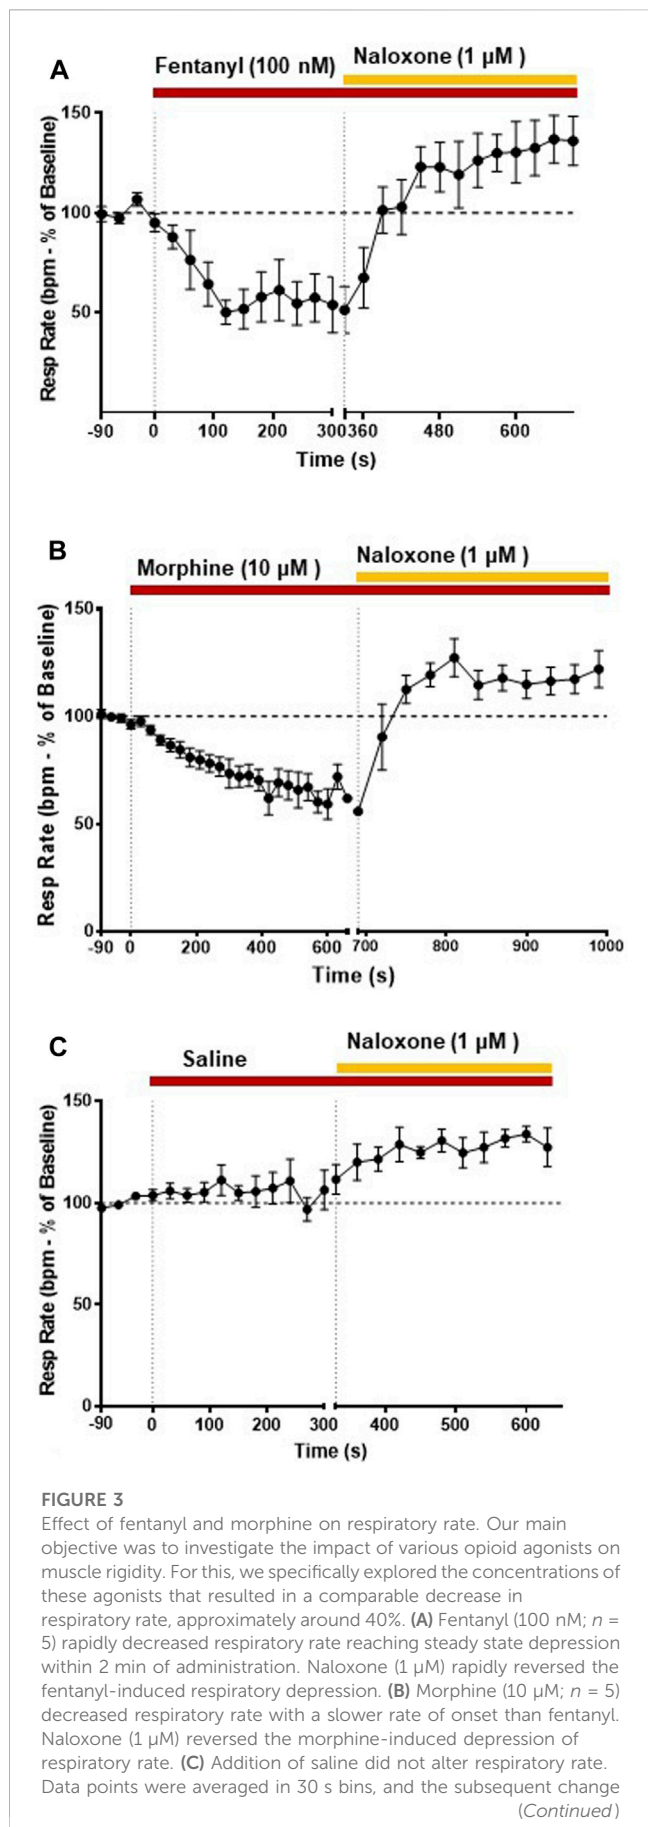 A
Fentanyl (100 nM)
Naloxone (1 µM )
Resp Rate (bpm - % of Baseline)
150
100
50
-90 0 100 200 300 360 480 600
Time (s)
B
Morphine (10 µM )
Naloxone (1 µM )
Resp Rate (bpm - % of Baseline)
150
100
50
0
-90 0 200 400 600 700 800 900 1000
Time (s)
C
Saline
Naloxone (1 µM )
Resp Rate (bpm - % of Baseline)
150
100
50
0
-90 0 100 200 300 400 500 600
Time (s)
FIGURE 3
Effect of fentanyl and morphine on respiratory rate. Our main
objective was to investigate the impact of various opioid agonists on
muscle rigidity. For this, we specifically explored the concentrations of
these agonists that resulted in a comparable decrease in
respiratory rate, approximately around 40%. (A) Fentanyl (100 nM; n =
5) rapidly decreased respiratory rate reaching steady state depression
within 2 min of administration. Naloxone (1 µM) rapidly reversed the
fentanyl-induced respiratory depression. (B) Morphine (10 µM; n = 5)
decreased respiratory rate with a slower rate of onset than fentanyl.
Naloxone (1 µM) reversed the morphine-induced depression of
respiratory rate. (C) Addition of saline did not alter respiratory rate.
Data points were averaged in 30 s bins, and the subsequent change
(Continued)